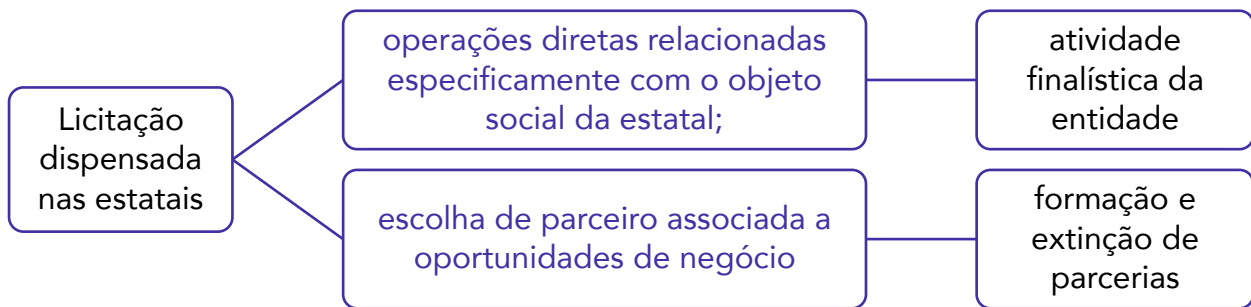 Licitação
dispensada
nas estatais
operações diretas relacionadas
especificamente com o objeto
social da estatal;
atividade
finalística da
entidade
escolha de parceiro associada a
oportunidades de negócio
formação e
extinção de
parcerias